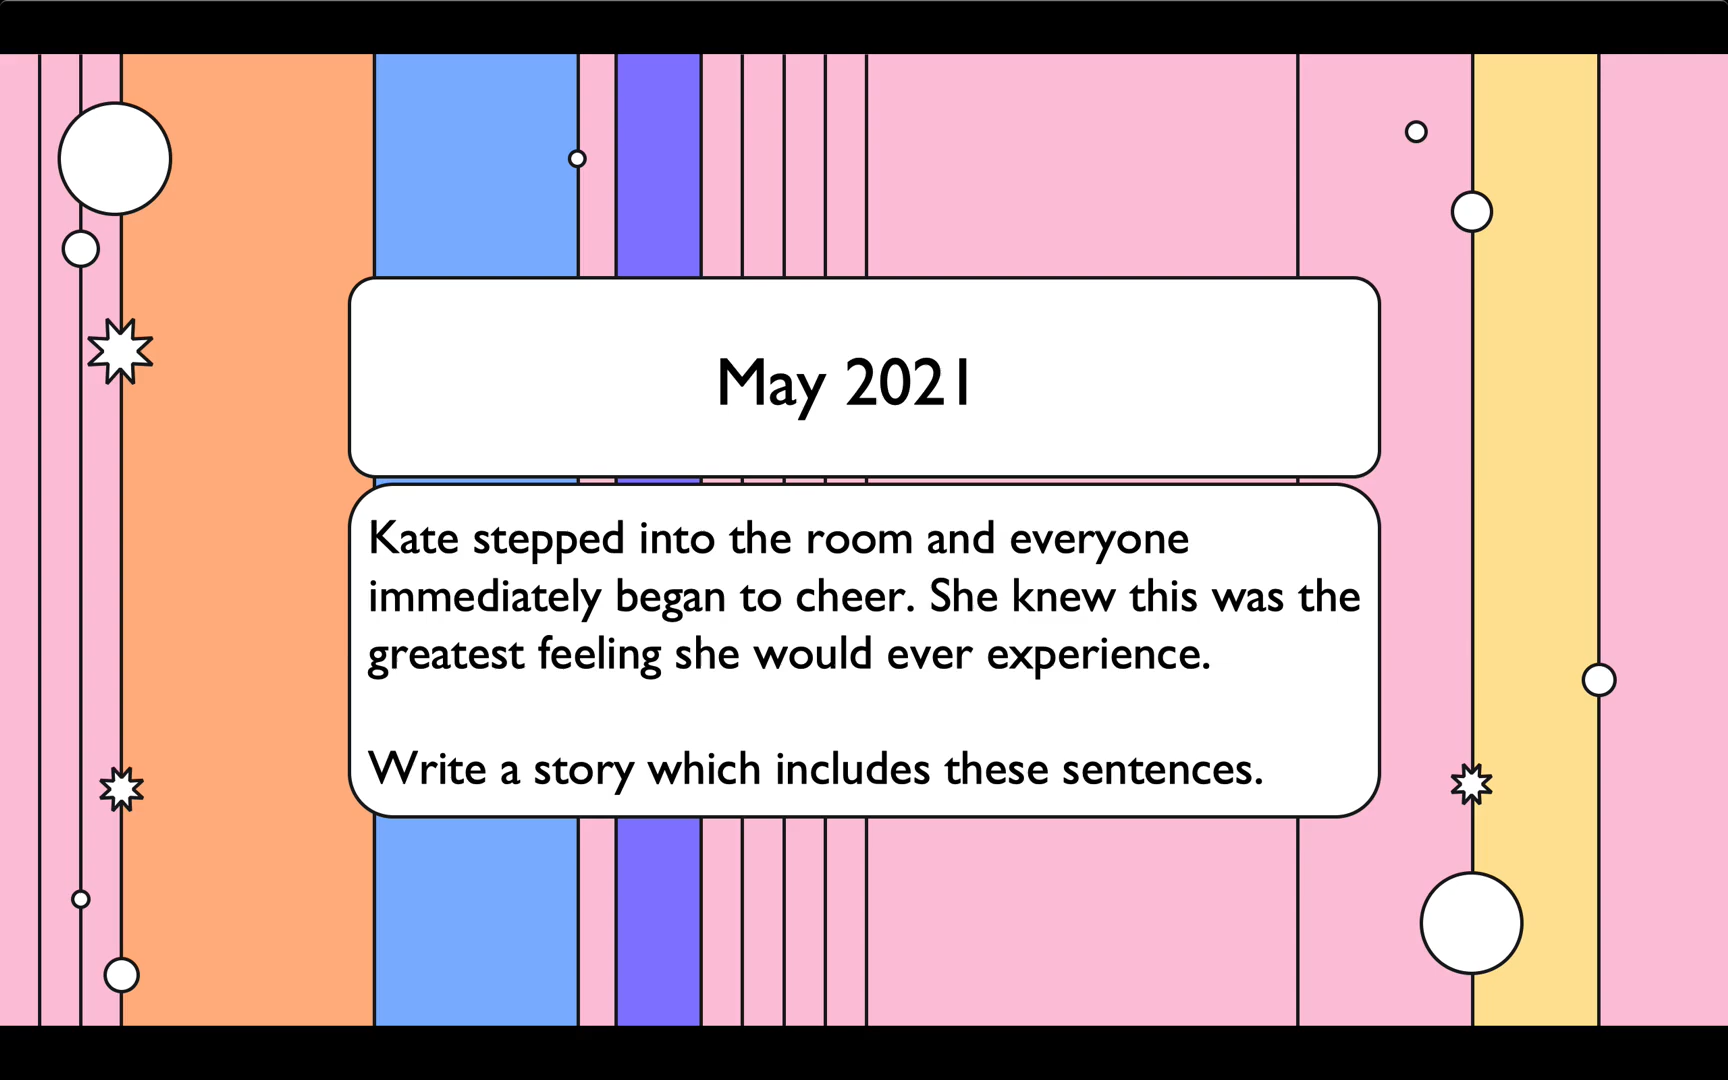 May 2021
Kate stepped into the room and everyone
immediately began to cheer. She knew this was the
greatest feeling she would ever experience.
Write a story which includes these sentences.